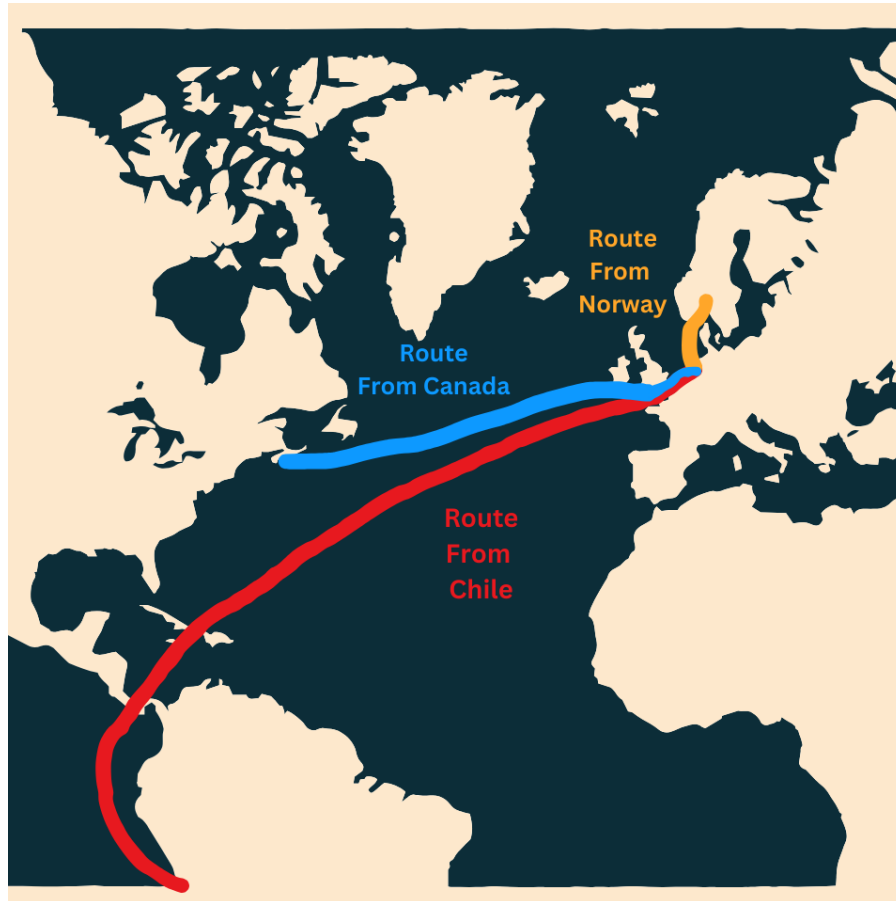 Route
From
Norway
Route
From Canada
Route
From
Chile